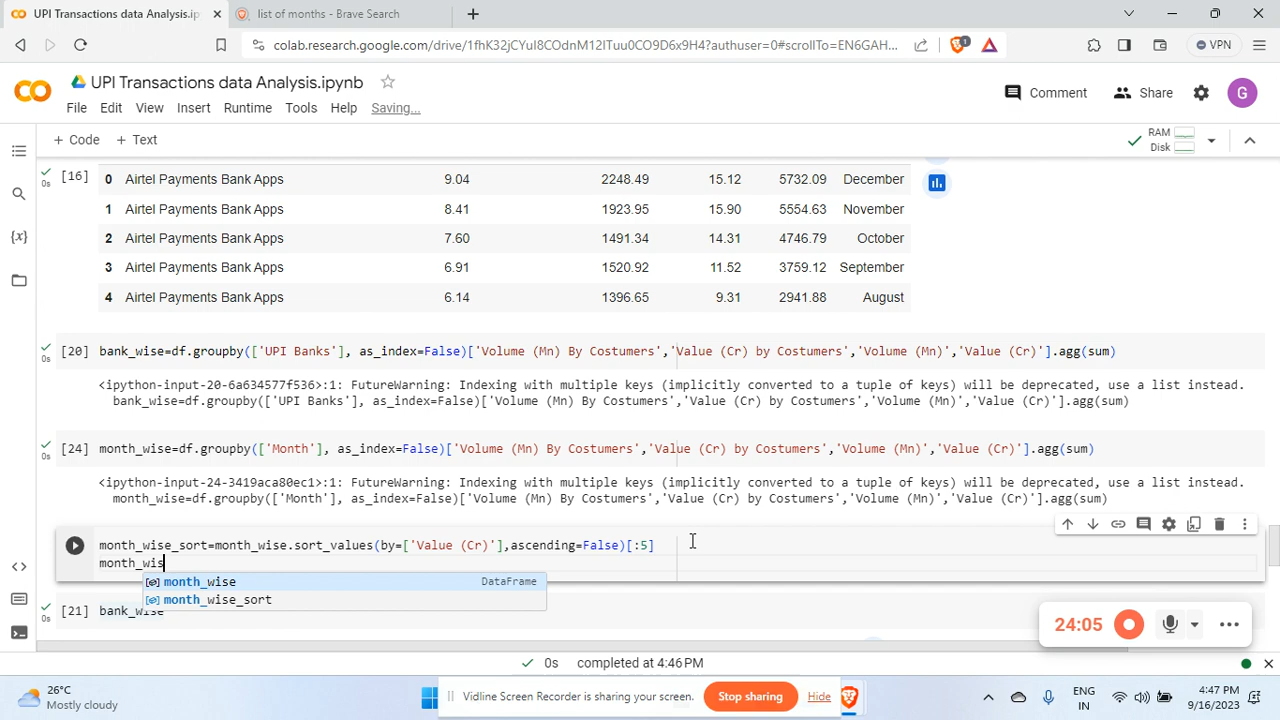 UPI Transactions data Analysis.ip
list of months - Brave Search
colab.research.google.com/drive/1fhK32jCYuI8COdnM12ITuu0CO9D6x9H4?authuser=0#scrollTo=EN6GAH...
VPN
UPI Transactions data Analysis.ipynb
File Edit View Insert Runtime Tools Help Saving...
Comment Share G
+ Code + Text
RAM
Disk
[16] 0 Airtel Payments Bank Apps 9.04 2248.49 15.12 5732.09 December
0s
1 Airtel Payments Bank Apps 8.41 1923.95 15.90 5554.63 November
2 Airtel Payments Bank Apps 7.60 1491.34 14.31 4746.79 October
3 Airtel Payments Bank Apps 6.91 1520.92 11.52 3759.12 September
4 Airtel Payments Bank Apps 6.14 1396.65 9.31 2941.88 August
[20] bank_wise=df.groupby(['UPI Banks'], as_index=False)['Volume (Mn) By Costumers','Value (Cr) by Costumers','Volume (Mn)','Value (Cr)'].agg(sum)
0s
<ipython-input-20-6a634577f536>:1: FutureWarning: Indexing with multiple keys (implicitly converted to a tuple of keys) will be deprecated, use a list instead.
bank_wise=df.groupby(['UPI Banks'], as_index=False)['Volume (Mn) By Costumers','Value (Cr) by Costumers','Volume (Mn)','Value (Cr)'].agg(sum)
[24] month_wise=df.groupby(['Month'], as_index=False)['Volume (Mn) By Costumers','Value (Cr) by Costumers','Volume (Mn)','Value (Cr)'].agg(sum)
0s
<ipython-input-24-3419aca80ec1>:1: FutureWarning: Indexing with multiple keys (implicitly converted to a tuple of keys) will be deprecated, use a list instead.
month_wise=df.groupby(['Month'], as_index=False)['Volume (Mn) By Costumers','Value (Cr) by Costumers','Volume (Mn)','Value (Cr)'].agg(sum)
month_wise_sort=month_wise.sort_values(by=['Value (Cr)'],ascending=False)[:5]
month_wis
month_wise DataFrame
month_wise_sort
[21] bank_wise
0s
24:05
0s completed at 4:46 PM
26°C
Mostly cloudy
Vidline Screen Recorder is sharing your screen. Stop sharing Hide
ENG
IN
4:47 PM
9/16/2023